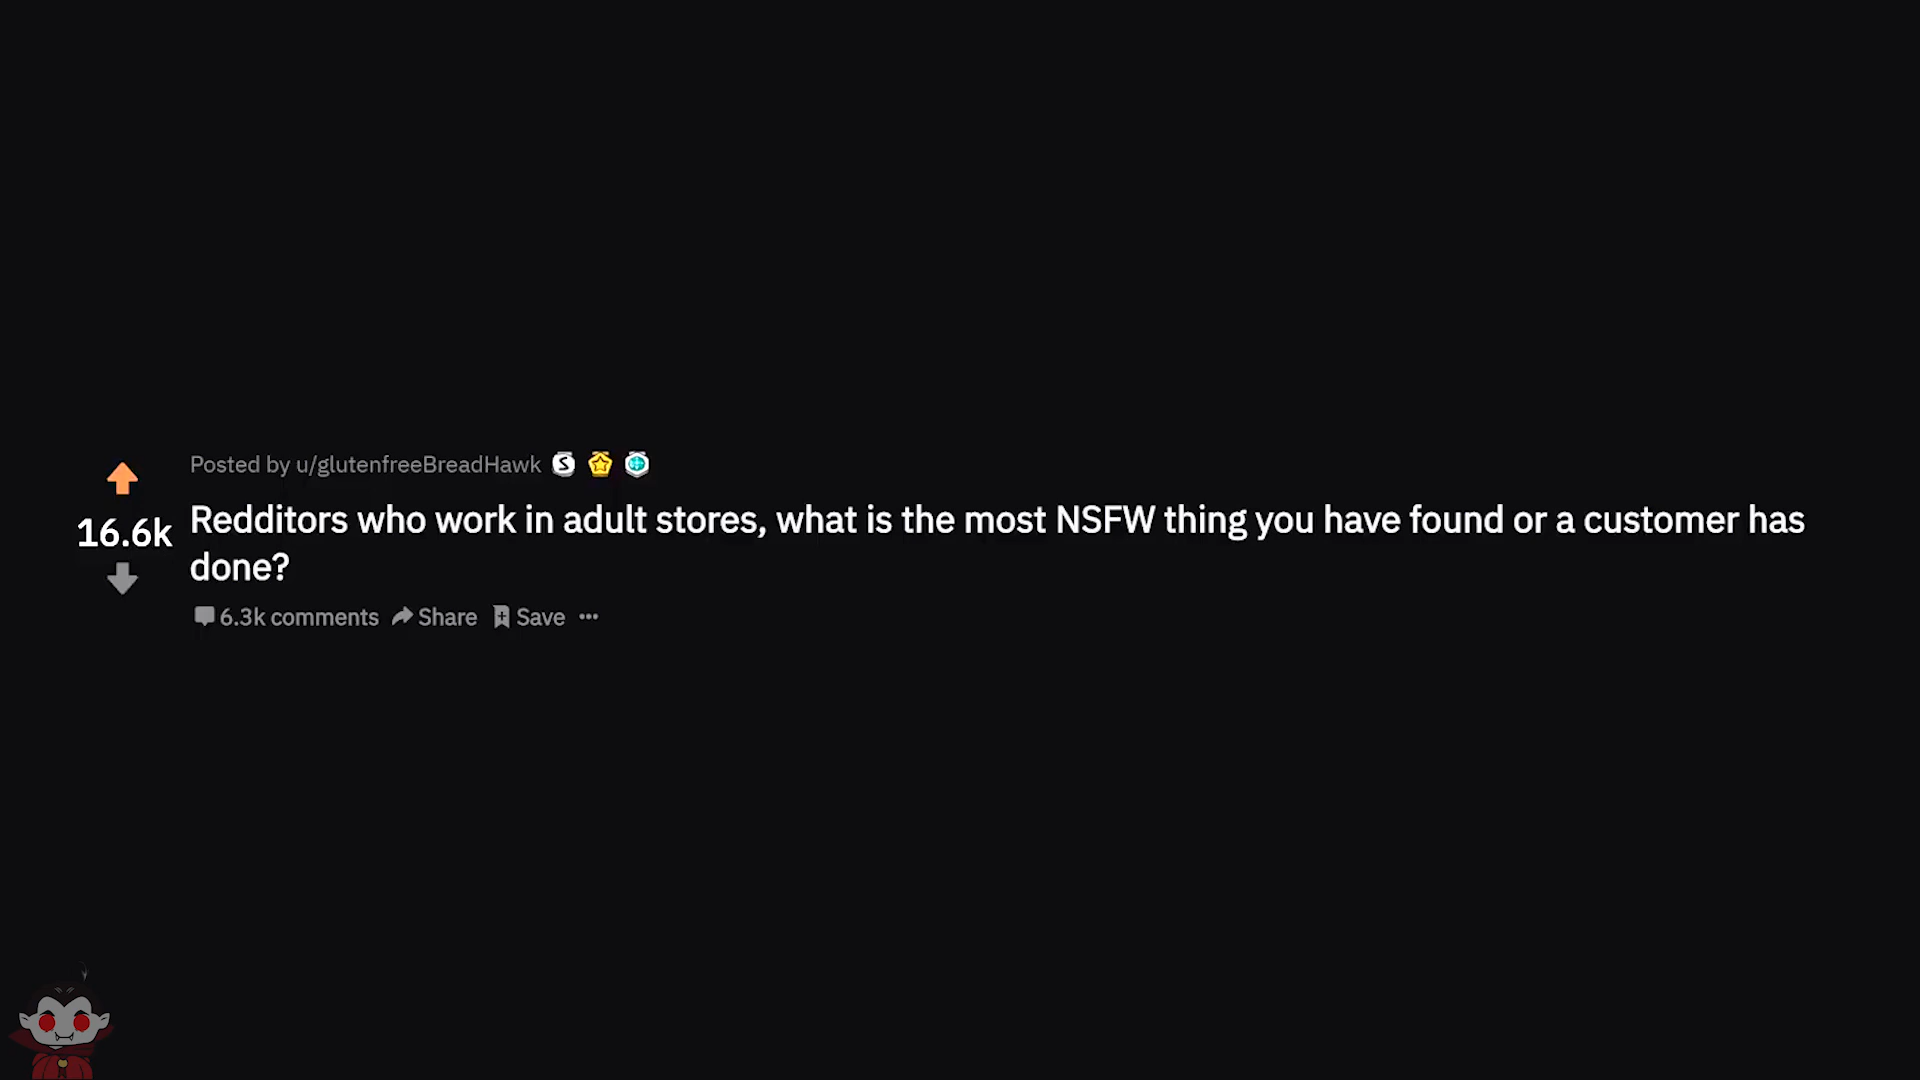 Posted by u/glutenfreeBreadHawk
16.6k
Redditors who work in adult stores, what is the most NSFW thing you have found or a customer has
done?
6.3k comments Share Save ···